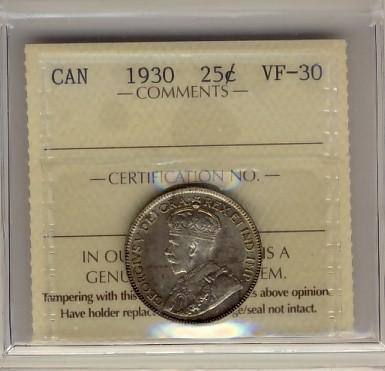 CAN 1930 25¢ VF-30
— COMMENTS —
— CERTIFICATION NO. —
GEORGIVS V DEI GRA: REX ET IND:IMP:
IN OU S A
GENU EM.
Tampering with this s above opinion
Have holder replac ge/seal not intact.